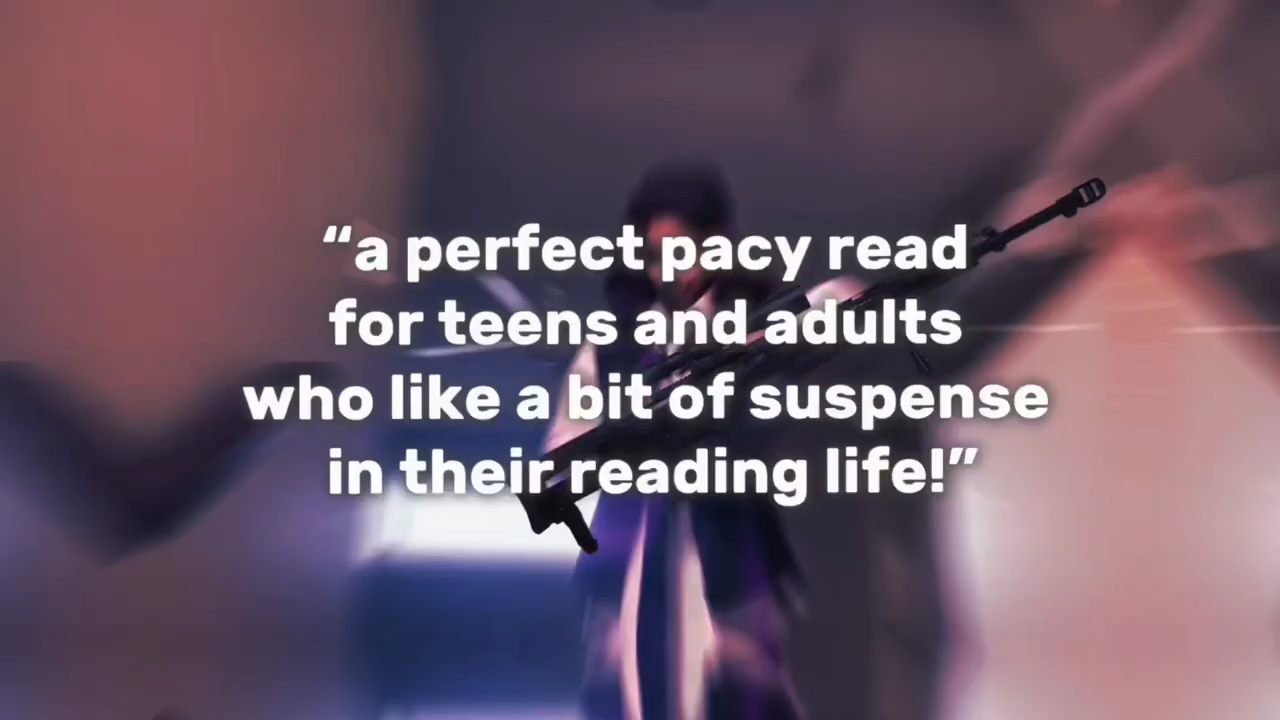 “a perfect pacy read
for teens and adults
who like a bit of suspense
in their reading life!”